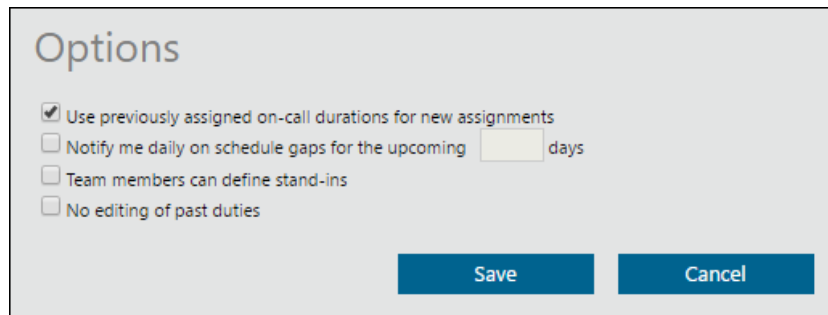 Options
Use previously assigned on-call durations for new assignments
Notify me daily on schedule gaps for the upcoming days
Team members can define stand-ins
No editing of past duties
Save Cancel